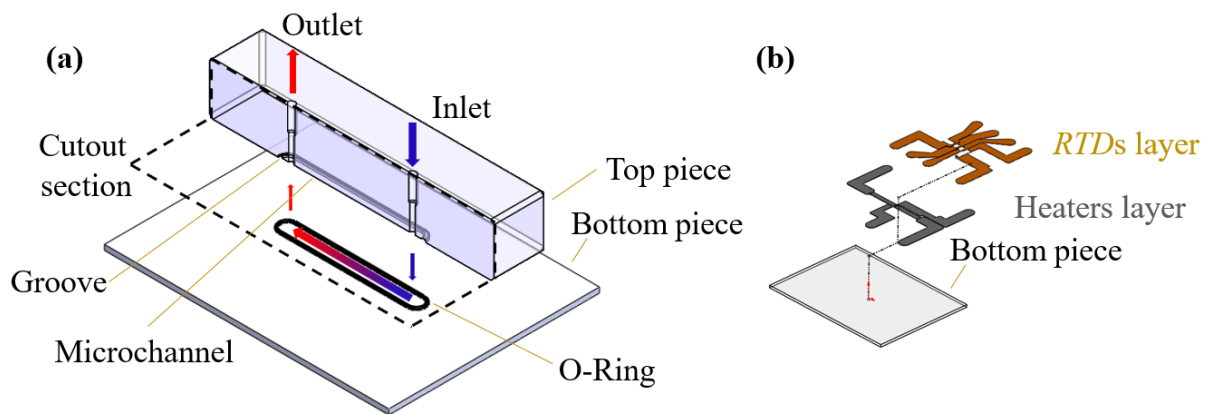 (a)
Outlet
Inlet
Cutout
section
Top piece
Bottom piece
Groove
Microchannel
O-Ring
(b)
RTDs layer
Heaters layer
Bottom piece